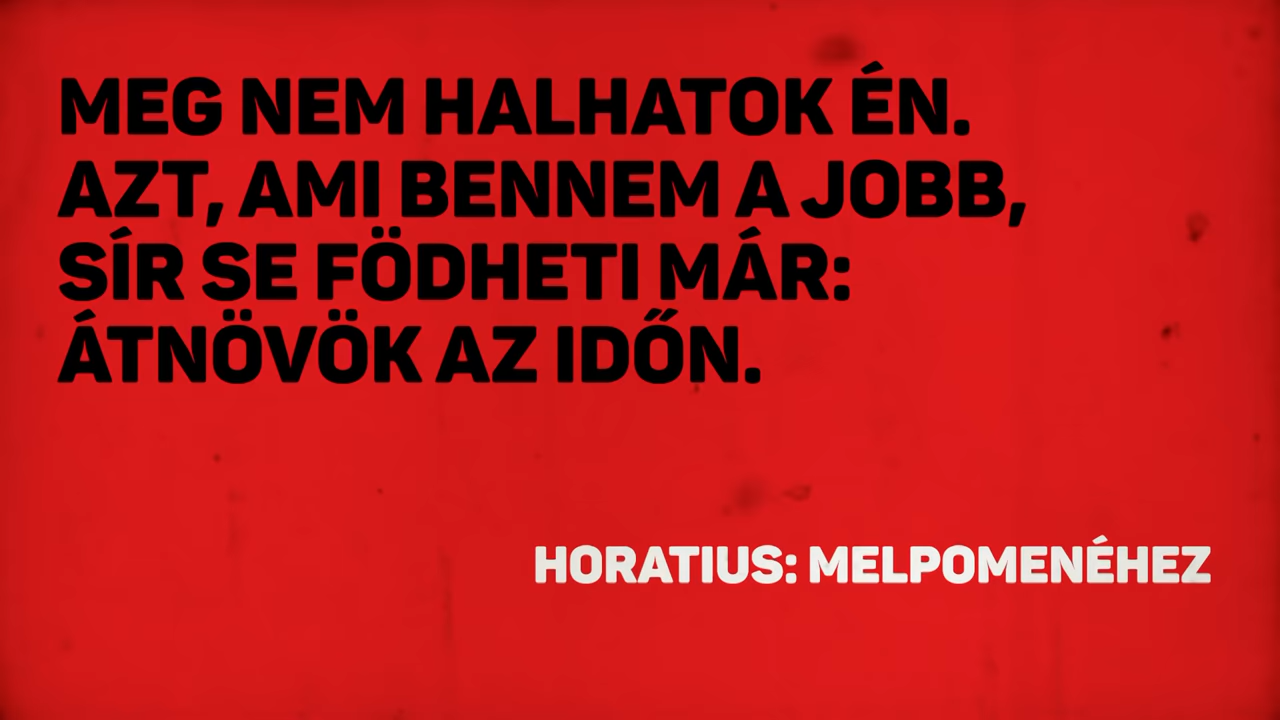 MEG NEM HALHATOK ÉN.
AZT, AMI BENNEM A JOBB,
SÍR SE FÖDHETI MÁR:
ÁTNÖVÖK AZ IDŐN.
HORATIUS: MELPOMENÉHEZ